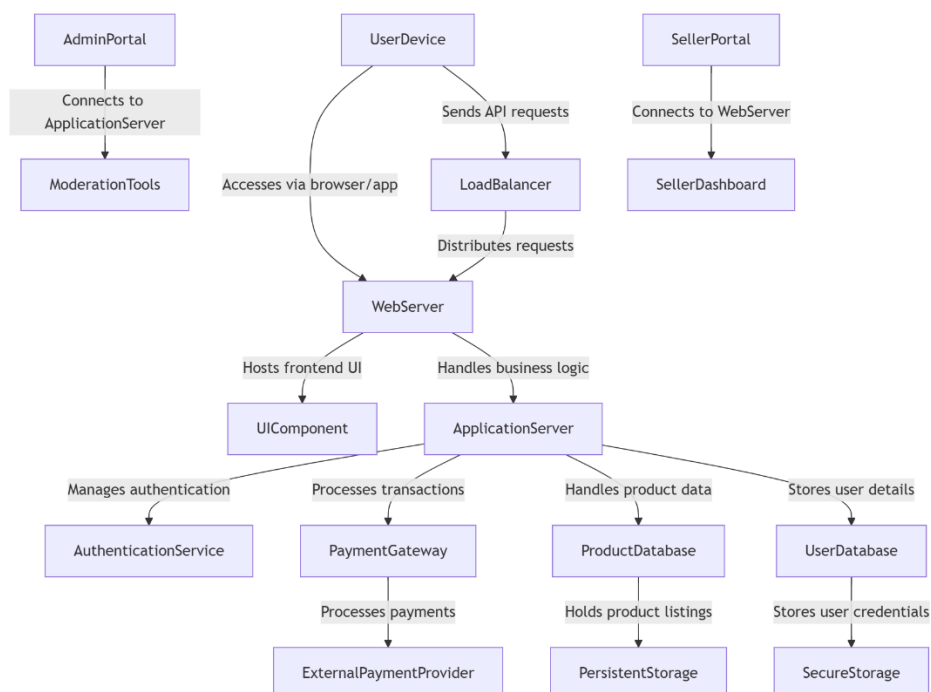 AdminPortal
UserDevice
SellerPortal
Connects to
ApplicationServer
Sends API requests
Connects to WebServer
ModerationTools
Accesses via browser/app
LoadBalancer
SellerDashboard
Distributes requests
WebServer
Hosts frontend UI
Handles business logic
UIComponent
ApplicationServer
Manages authentication
Processes transactions
Handles product data
Stores user details
AuthenticationService
PaymentGateway
ProductDatabase
UserDatabase
Processes payments
Holds product listings
Stores user credentials
ExternalPaymentProvider
PersistentStorage
SecureStorage